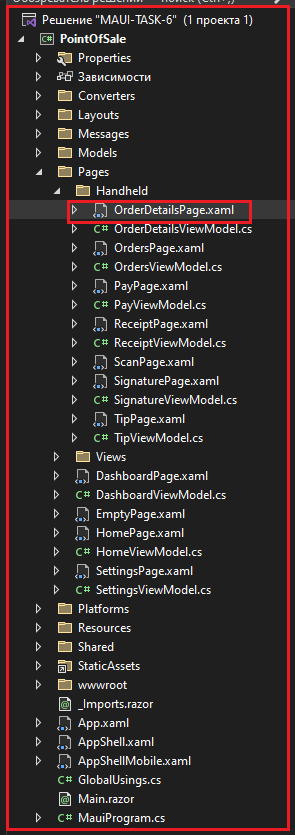 Решение "MAUI-TASK-6" (1 проекта 1)
PointOfSale
Properties
Зависимости
Converters
Layouts
Messages
Models
Pages
Handheld
OrderDetailsPage.xaml
OrderDetailsViewModel.cs
OrdersPage.xaml
OrdersViewModel.cs
PayPage.xaml
PayViewModel.cs
ReceiptPage.xaml
ReceiptViewModel.cs
ScanPage.xaml
SignaturePage.xaml
SignatureViewModel.cs
TipPage.xaml
TipViewModel.cs
Views
DashboardPage.xaml
DashboardViewModel.cs
EmptyPage.xaml
HomePage.xaml
HomeViewModel.cs
SettingsPage.xaml
SettingsViewModel.cs
Platforms
Resources
Shared
StaticAssets
wwwroot
_Imports.razor
App.xaml
AppShell.xaml
AppShellMobile.xaml
GlobalUsings.cs
Main.razor
MauiProgram.cs